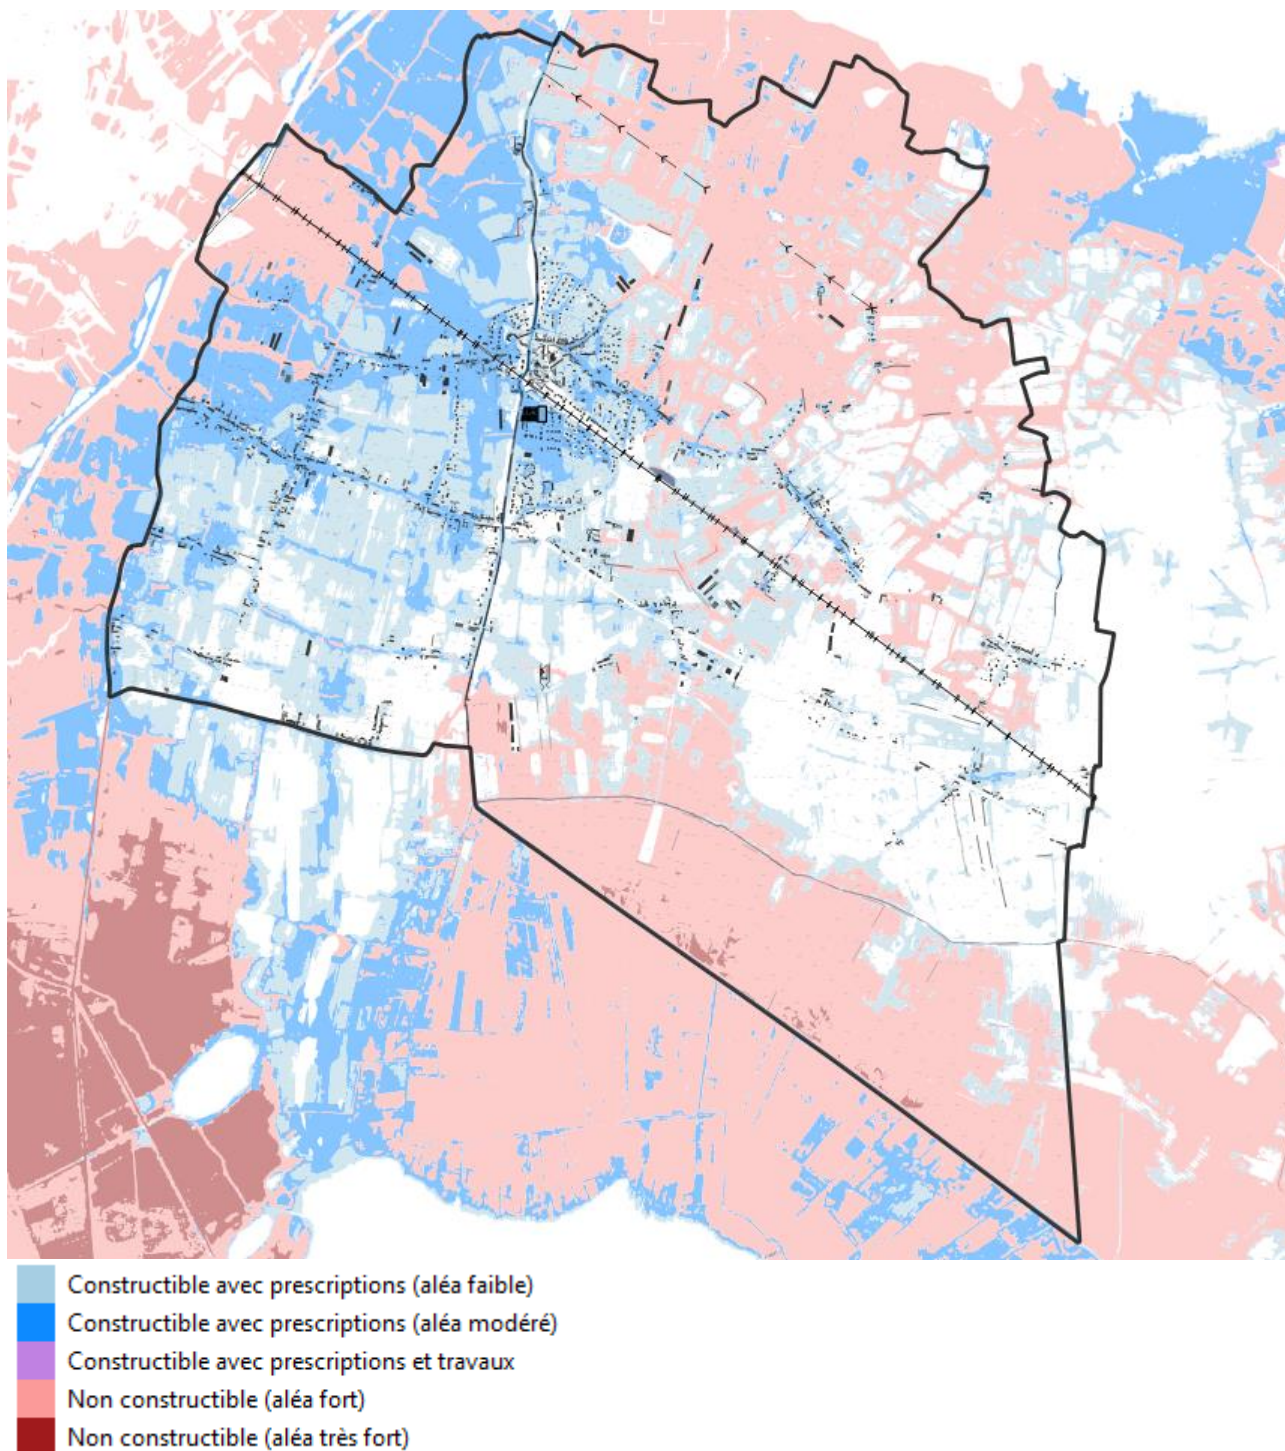 Constructible avec prescriptions (aléa faible)
Constructible avec prescriptions (aléa modéré)
Constructible avec prescriptions et travaux
Non constructible (aléa fort)
Non constructible (aléa très fort)